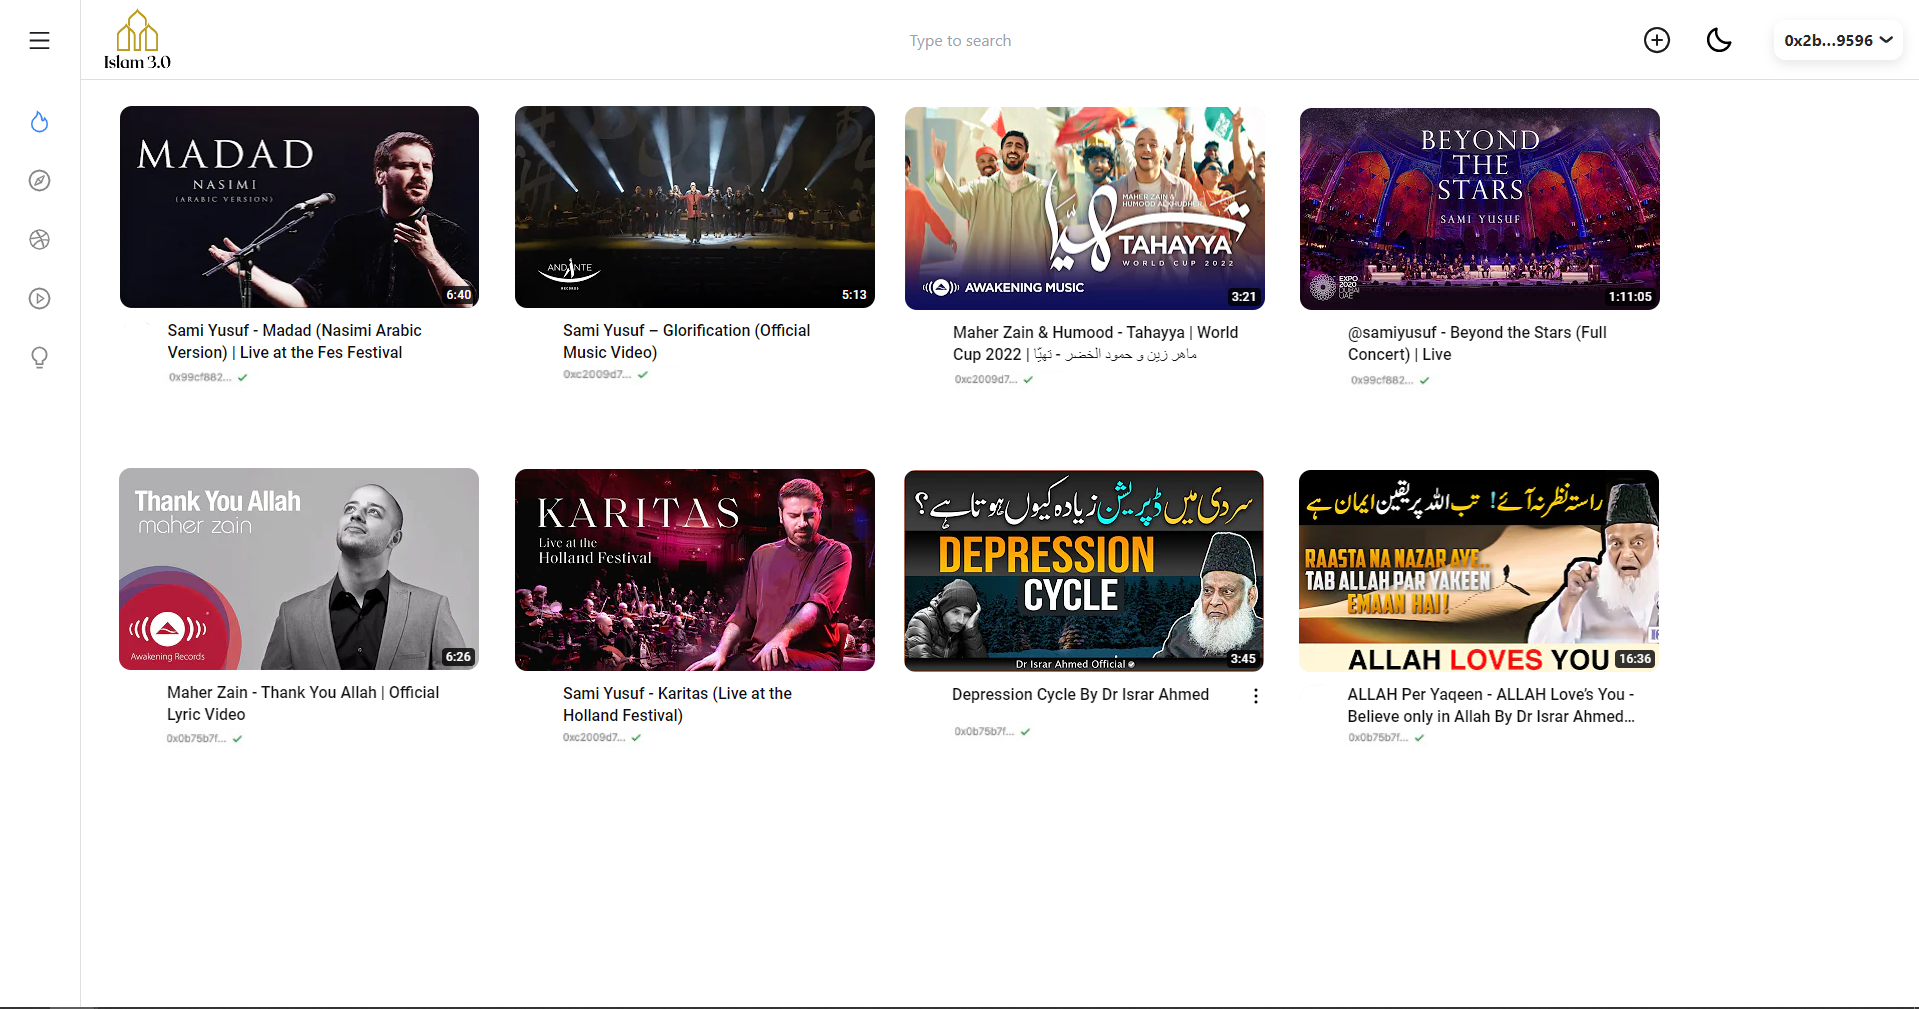 Islam 3.0
Type to search
0x2b...9596
MADAD
NASIMI
(ARABIC VERSION)
6:40
Sami Yusuf - Madad (Nasimi Arabic
Version) | Live at the Fes Festival
0x99cf882...
ANDANTE
RECORDS
5:13
Sami Yusuf – Glorification (Official
Music Video)
0xc2009d7...
MAHER ZAIN &
HUMOOD ALKHUDHER
تهيّا
TAHAYYA
WORLD CUP 2022
AWAKENING MUSIC
3:21
Maher Zain & Humood - Tahayya | World
Cup 2022 | ماهر زين و حمود الخضر - تهيّا
0xc2009d7...
BEYOND
THE
STARS
SAMI YUSUF
EXPO
2020
DUBAI
UAE
1:11:05
@samiyusuf - Beyond the Stars (Full
Concert) | Live
0x99cf882...
Thank You Allah
maher zain
Awakening Records
6:26
Maher Zain - Thank You Allah | Official
Lyric Video
0x0b75b7f...
KARITAS
Live at the
Holland Festival
Sami Yusuf - Karitas (Live at the
Holland Festival)
0xc2009d7...
سردی میں ڈپریشن زیادہ کیوں ہوتا ہے؟
DEPRESSION
CYCLE
Dr Israr Ahmed Official
3:45
Depression Cycle By Dr Israr Ahmed
0x0b75b7f...
راستہ نظر نہ آئے! تب اللہ پر یقین ایمان ہے
RAASTA NA NAZAR AYE..
TAB ALLAH PAR YAKEEN
EMAAN HAI!
ALLAH LOVES YOU
16:36
ALLAH Per Yaqeen - ALLAH Love’s You -
Believe only in Allah By Dr Israr Ahmed...
0x0b75b7f...